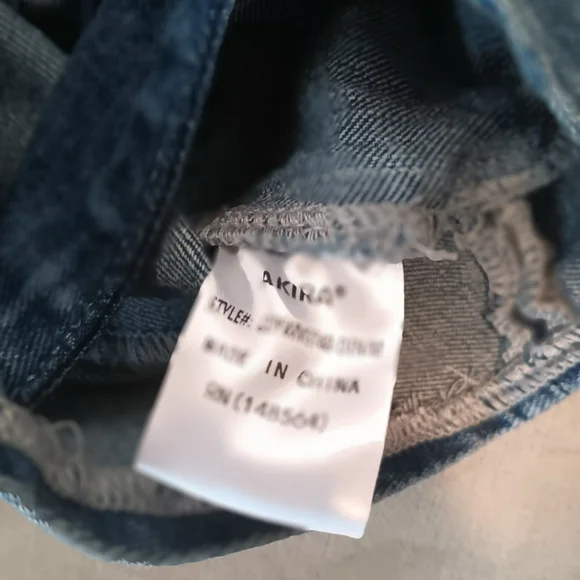 AKIRA®
STYLE#:
MADE IN CHINA
RN(148564)